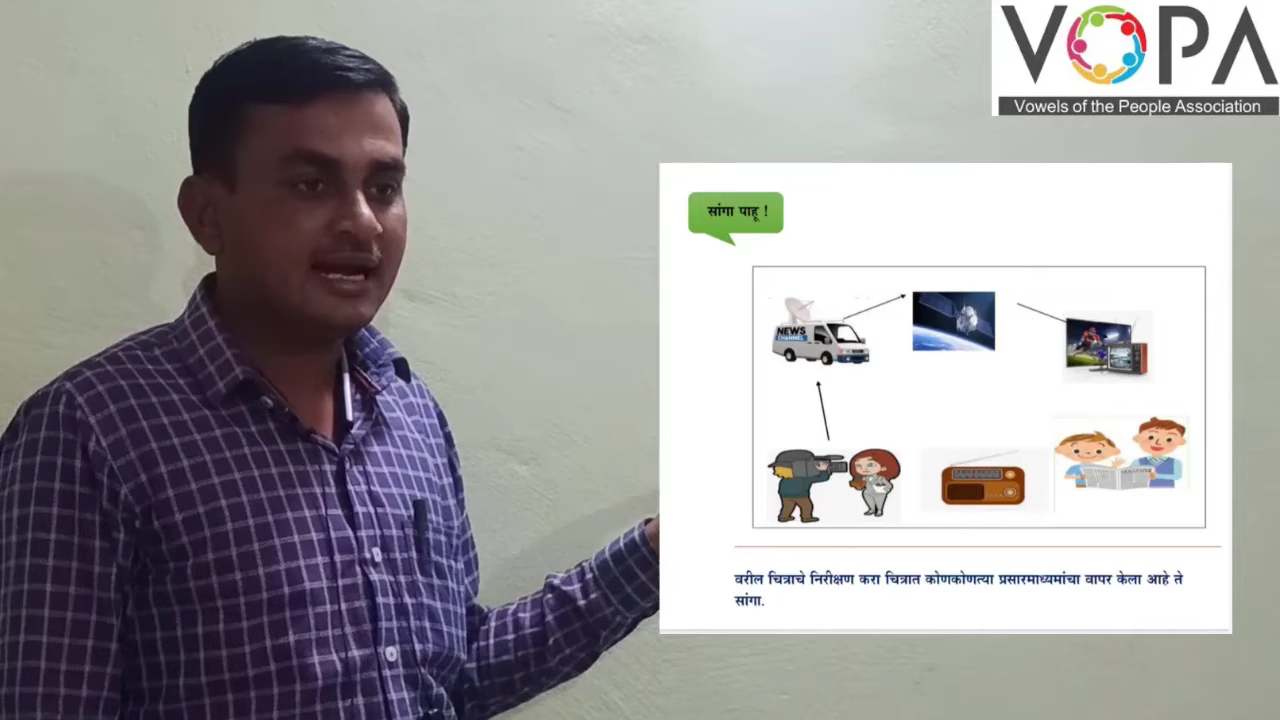 VOPA
Vowels of the People Association
सांगा पाहू !
NEWS
CHANNEL
वरील चित्राचे निरीक्षण करा चित्रात कोणकोणत्या प्रसारमाध्यमांचा वापर केला आहे ते
सांगा.